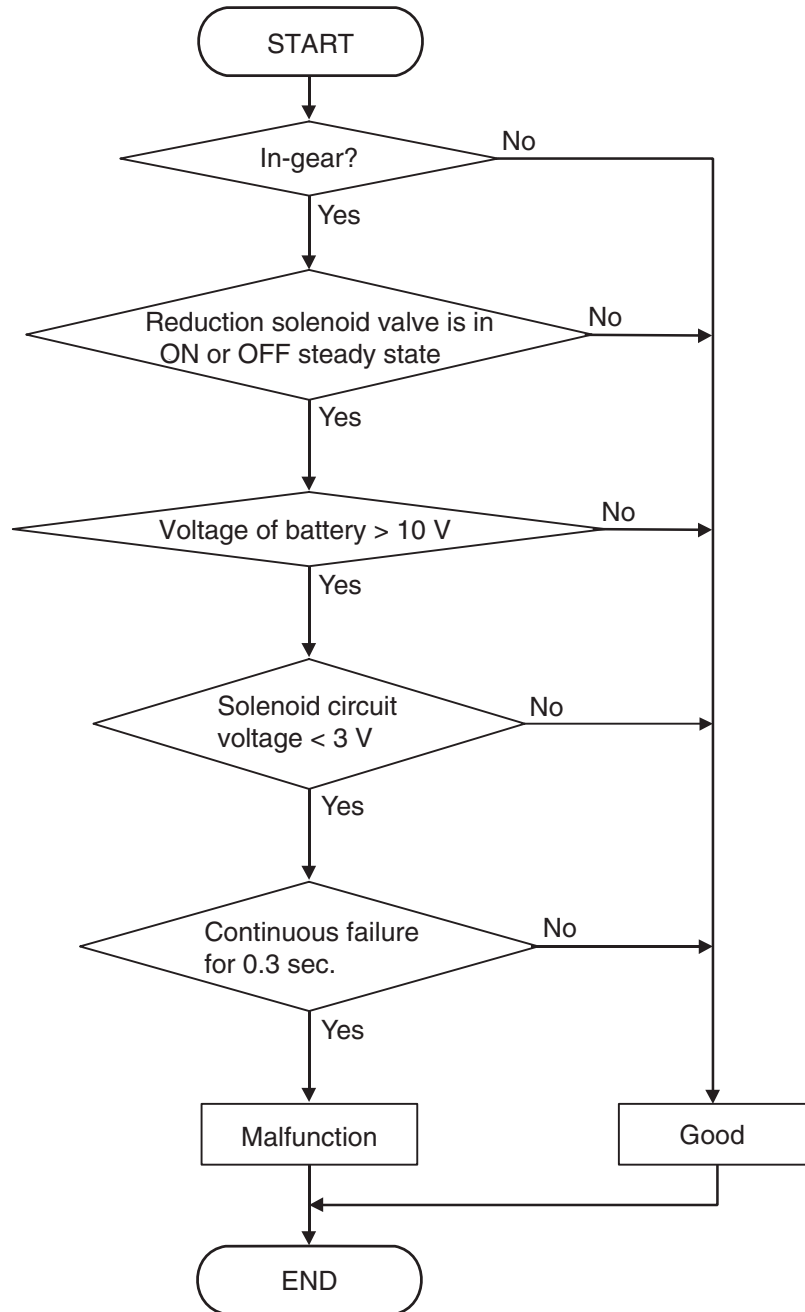 START
In-gear?
No
Yes
Reduction solenoid valve is in
ON or OFF steady state
No
Yes
Voltage of battery > 10 V
No
Yes
Solenoid circuit
voltage < 3 V
No
Yes
Continuous failure
for 0.3 sec.
No
Yes
Malfunction
Good
END